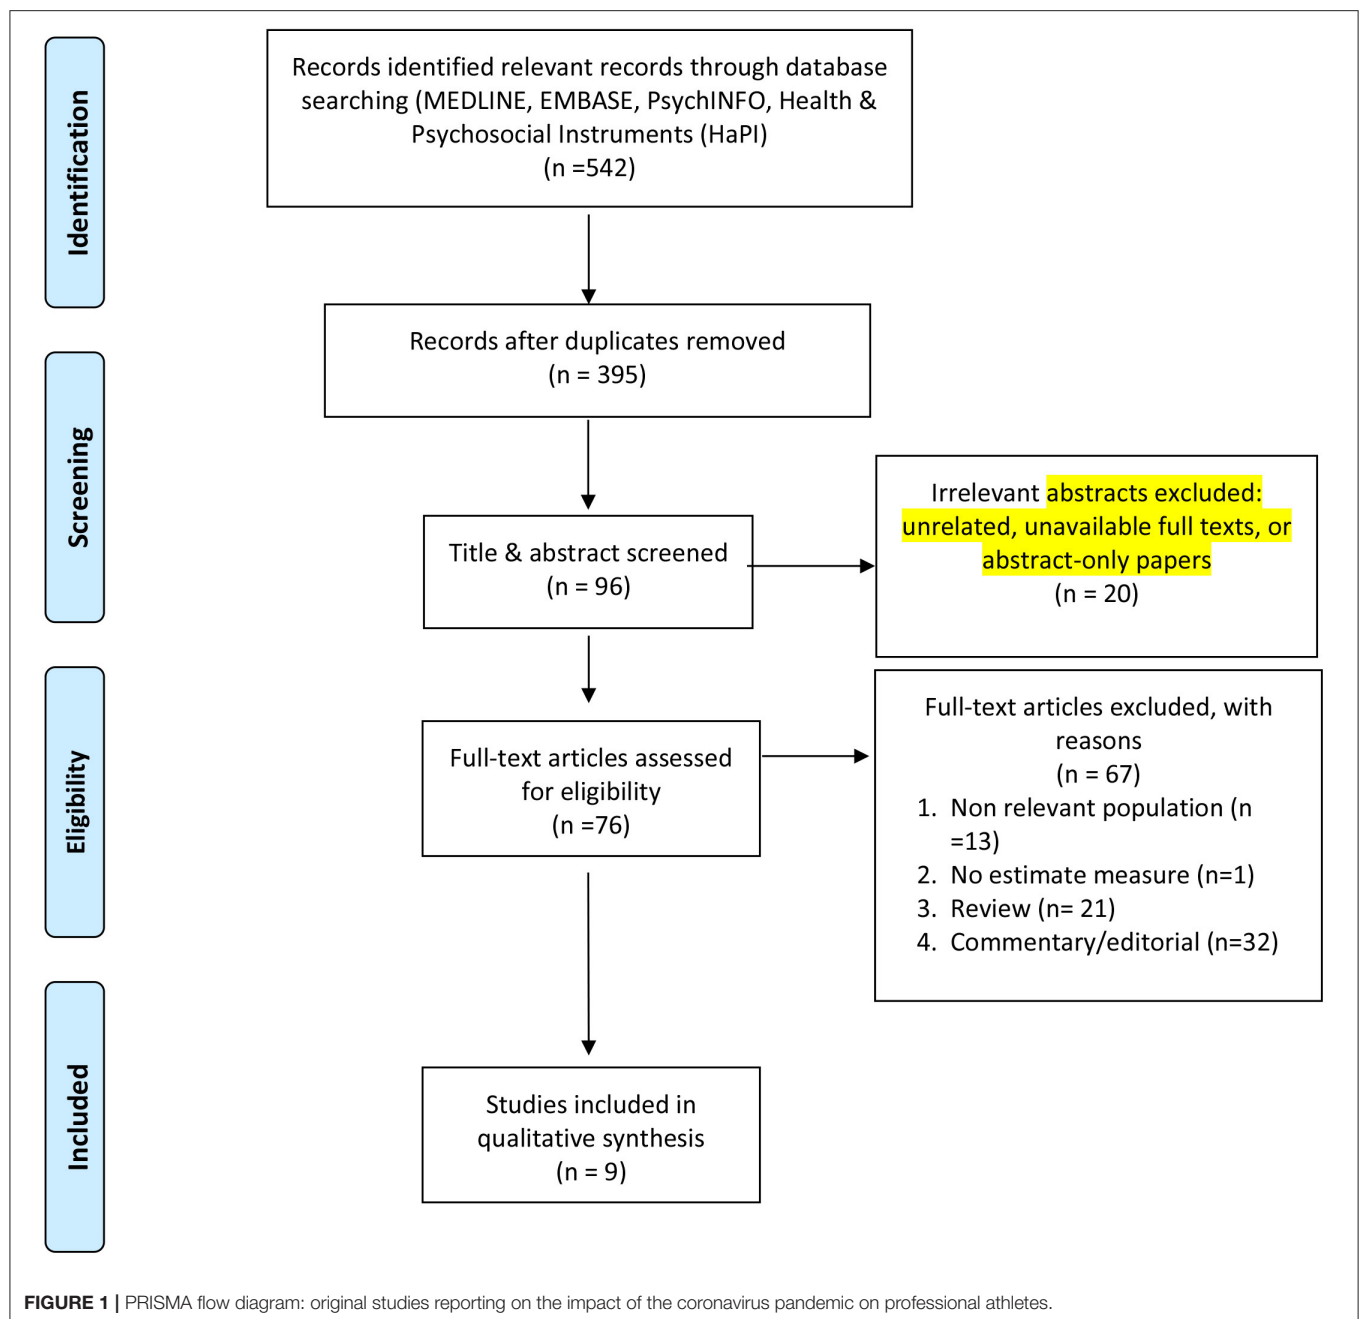 Identification
Records identified relevant records through database
searching (MEDLINE, EMBASE, PsychINFO, Health &
Psychosocial Instruments (HaPI)
(n =542)
Records after duplicates removed
(n = 395)
Screening
Title & abstract screened
(n = 96)
Irrelevant abstracts excluded:
unrelated, unavailable full texts, or
abstract-only papers
(n = 20)
Eligibility
Full-text articles assessed
for eligibility
(n =76)
Full-text articles excluded, with
reasons
(n = 67)
1. Non relevant population (n
=13)
2. No estimate measure (n=1)
3. Review (n= 21)
4. Commentary/editorial (n=32)
Included
Studies included in
qualitative synthesis
(n = 9)
FIGURE 1 | PRISMA flow diagram: original studies reporting on the impact of the coronavirus pandemic on professional athletes.